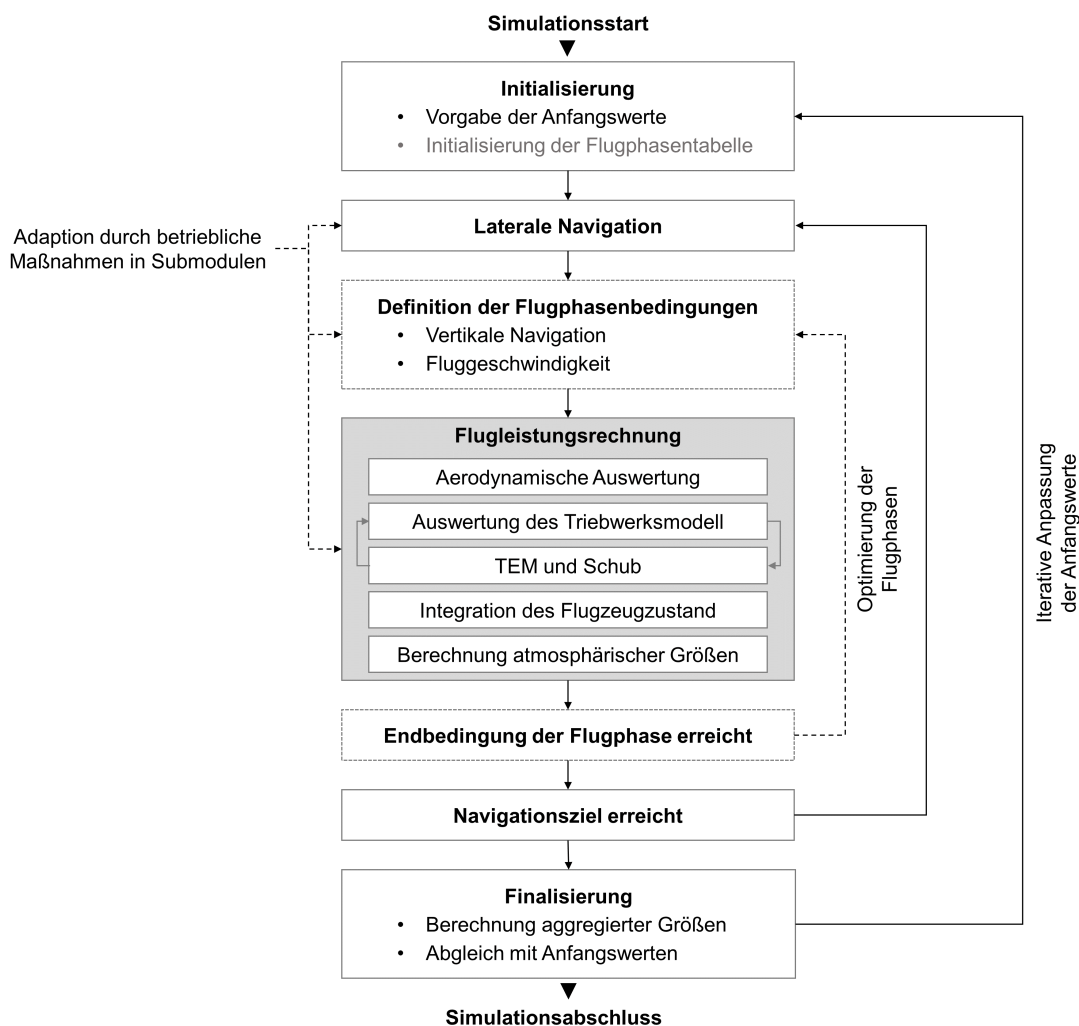 Simulationsstart
Initialisierung
• Vorgabe der Anfangswerte
• Initialisierung der Flugphasentabelle
Laterale Navigation
Adaption durch betriebliche
Maßnahmen in Submodulen
Definition der Flugphasenbedingungen
• Vertikale Navigation
• Fluggeschwindigkeit
Flugleistungsrechnung
Aerodynamische Auswertung
Auswertung des Triebwerksmodell
TEM und Schub
Integration des Flugzeugzustand
Berechnung atmosphärischer Größen
Optimierung der
Flugphasen
Iterative Anpassung
der Anfangswerte
Endbedingung der Flugphase erreicht
Navigationsziel erreicht
Finalisierung
• Berechnung aggregierter Größen
• Abgleich mit Anfangswerten
Simulationsabschluss